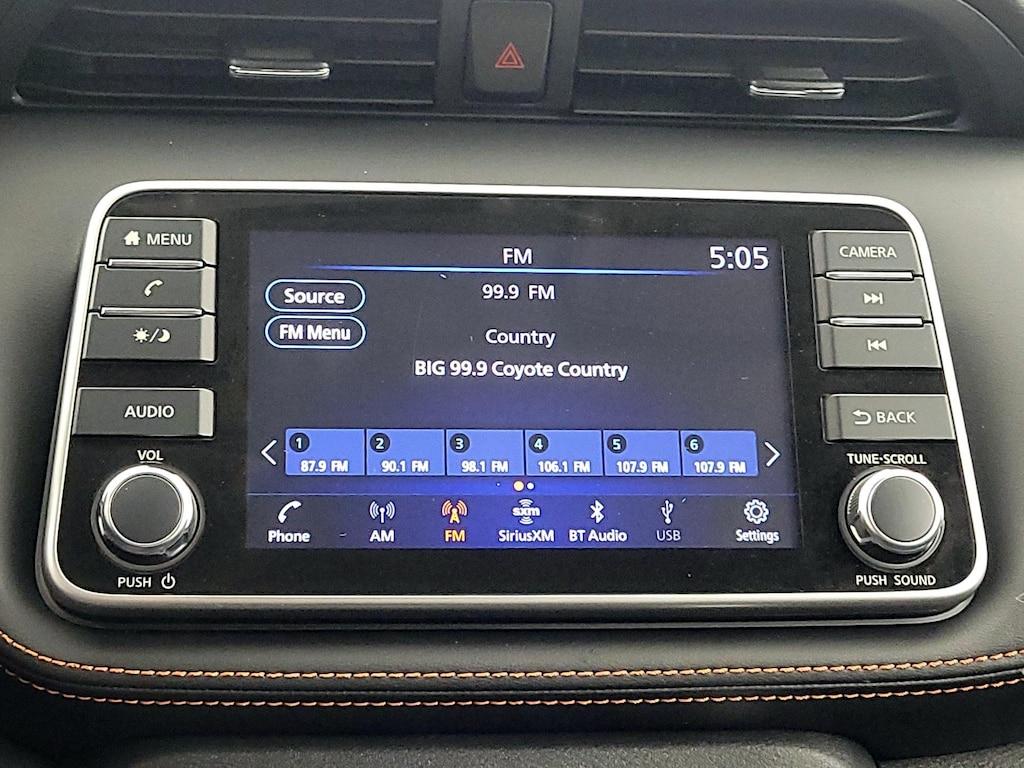 MENU
AUDIO
VOL
PUSH
FM
5:05
Source
99.9 FM
FM Menu
Country
BIG 99.9 Coyote Country
1 2 3 4 5 6
87.9 FM 90.1 FM 98.1 FM 106.1 FM 107.9 FM 107.9 FM
sxm
Phone AM FM SiriusXM BT Audio USB Settings
CAMERA
BACK
TUNE·SCROLL
PUSH SOUND